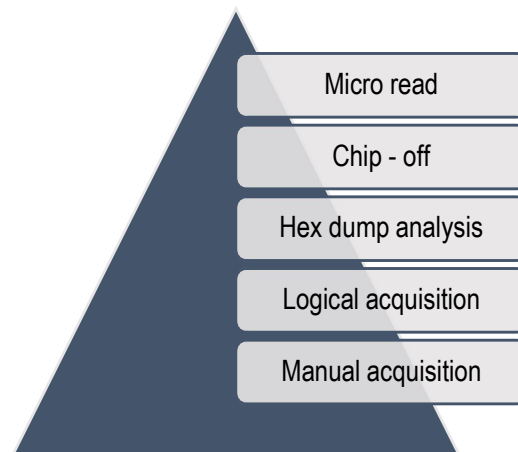 Micro read
Chip - off
Hex dump analysis
Logical acquisition
Manual acquisition